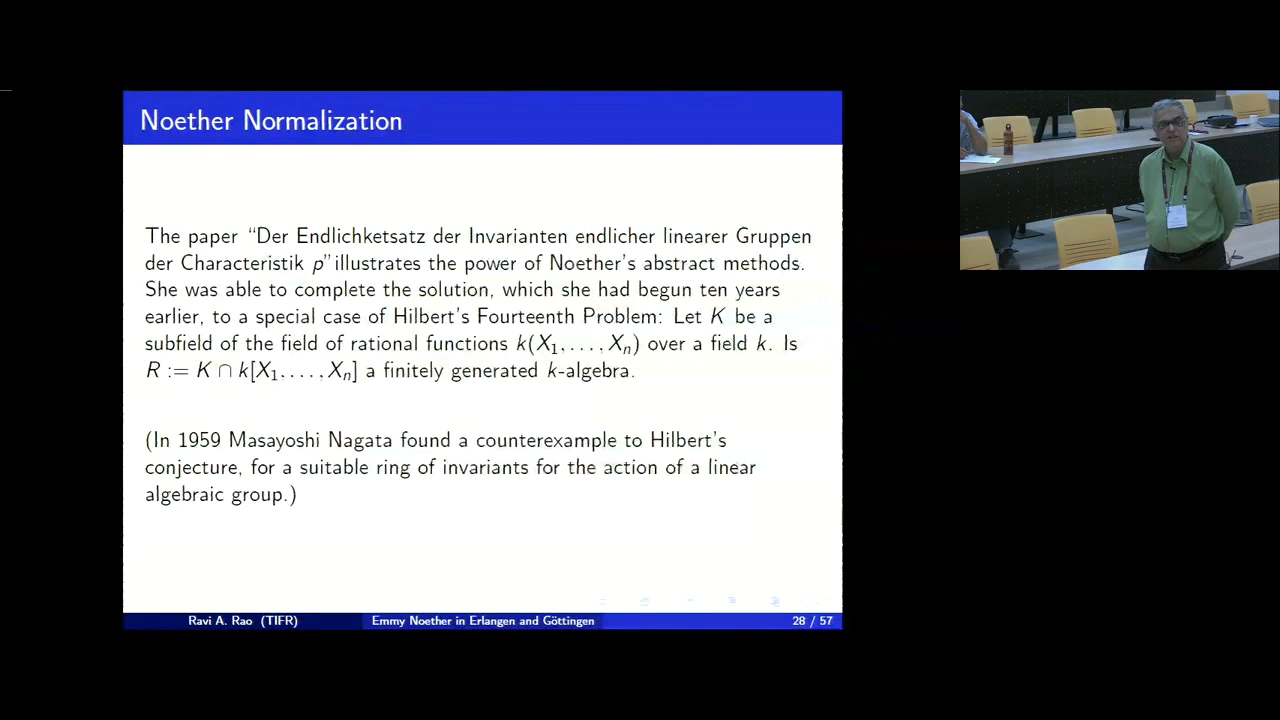 Noether Normalization
The paper “Der Endlichketsatz der Invarianten endlicher linearer Gruppen
der Characteristik p” illustrates the power of Noether’s abstract methods.
She was able to complete the solution, which she had begun ten years
earlier, to a special case of Hilbert’s Fourteenth Problem: Let K be a
subfield of the field of rational functions k(X₁, . . . , Xₙ) over a field k. Is
R := K ∩ k[X₁, . . . , Xₙ] a finitely generated k-algebra.
(In 1959 Masayoshi Nagata found a counterexample to Hilbert’s
conjecture, for a suitable ring of invariants for the action of a linear
algebraic group.)
Ravi A. Rao (TIFR) Emmy Noether in Erlangen and Göttingen 28 / 57